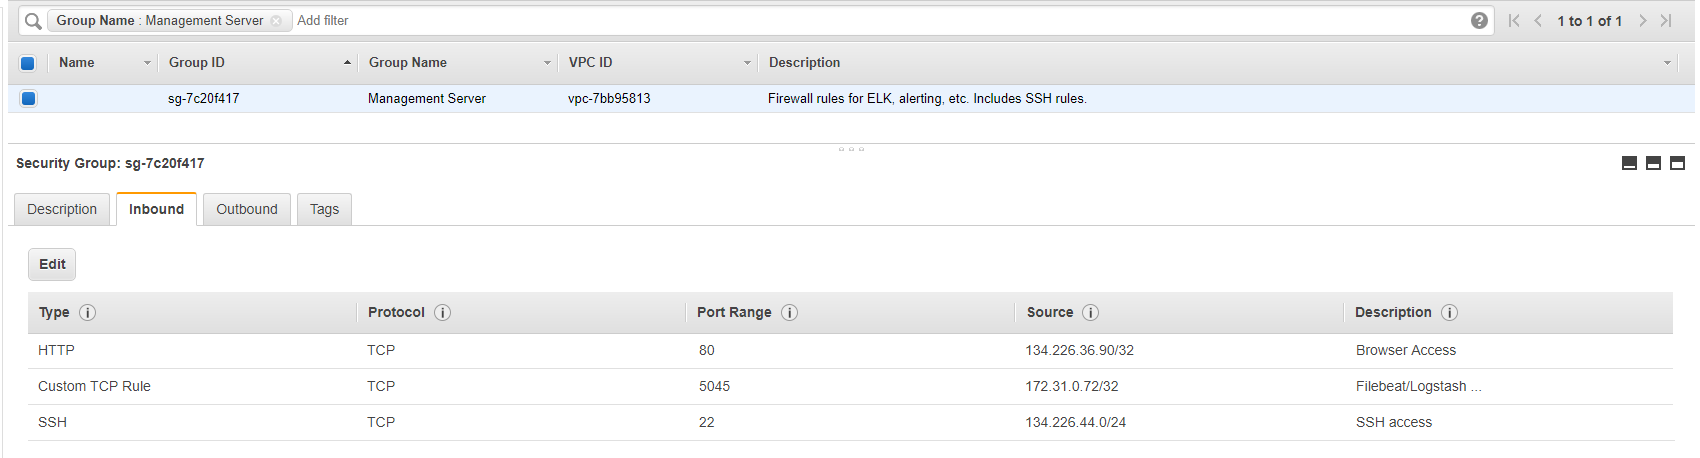 Group Name : Management Server Add filter 1 to 1 of 1
Name Group ID Group Name VPC ID Description
sg-7c20f417 Management Server vpc-7bb95813 Firewall rules for ELK, alerting, etc. Includes SSH rules.
Security Group: sg-7c20f417
Description Inbound Outbound Tags
Edit
Type Protocol Port Range Source Description
HTTP TCP 80 134.226.36.90/32 Browser Access
Custom TCP Rule TCP 5045 172.31.0.72/32 Filebeat/Logstash ...
SSH TCP 22 134.226.44.0/24 SSH access